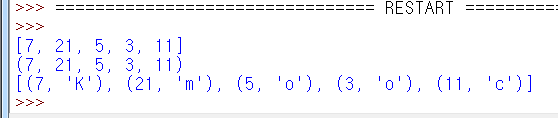 >>> ================================ RESTART ==========
>>>
[7, 21, 5, 3, 11]
(7, 21, 5, 3, 11)
[(7, 'K'), (21, 'm'), (5, 'o'), (3, 'o'), (11, 'c')]
>>>